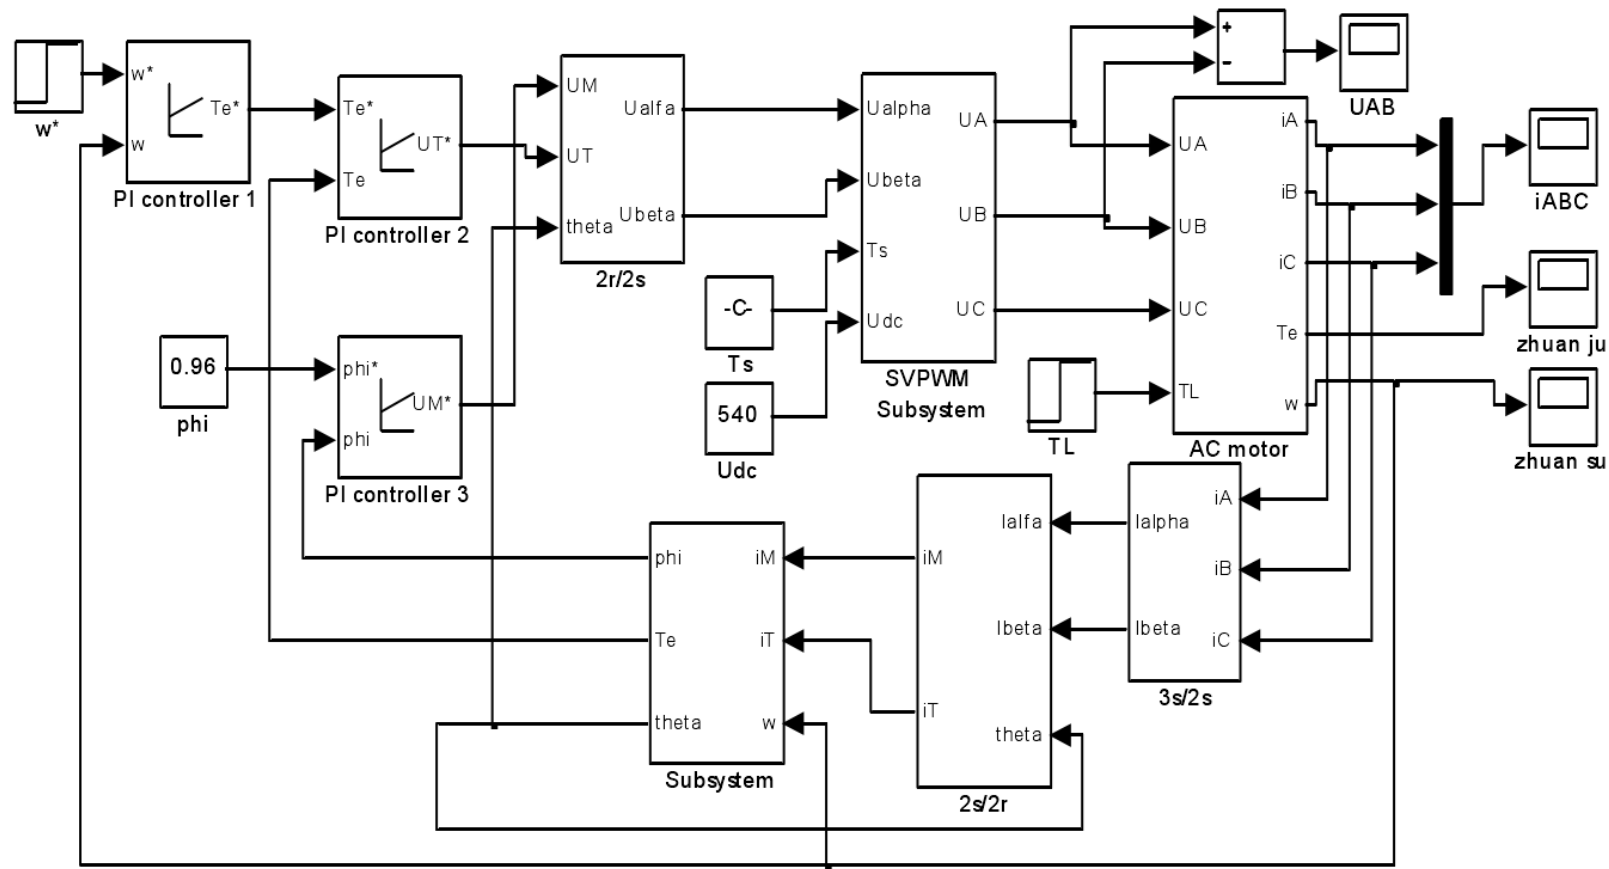 w*
w*
w
Te*
PI controller 1
Te*
Te
UT*
PI controller 2
0.96
phi
phi*
phi
UM*
PI controller 3
UM
UT
theta
Ualfa
Ubeta
2r/2s
-C-
Ts
540
Udc
Ualpha
Ubeta
Ts
Udc
UA
UB
UC
SVPWM
Subsystem
TL
+
-
UAB
UA
UB
UC
TL
iA
iB
iC
Te
w
AC motor
iABC
zhuan ju
zhuan su
phi
Te
theta
iM
iT
w
Subsystem
iM
iT
Ialfa
Ibeta
theta
2s/2r
Ialpha
Ibeta
iA
iB
iC
3s/2s